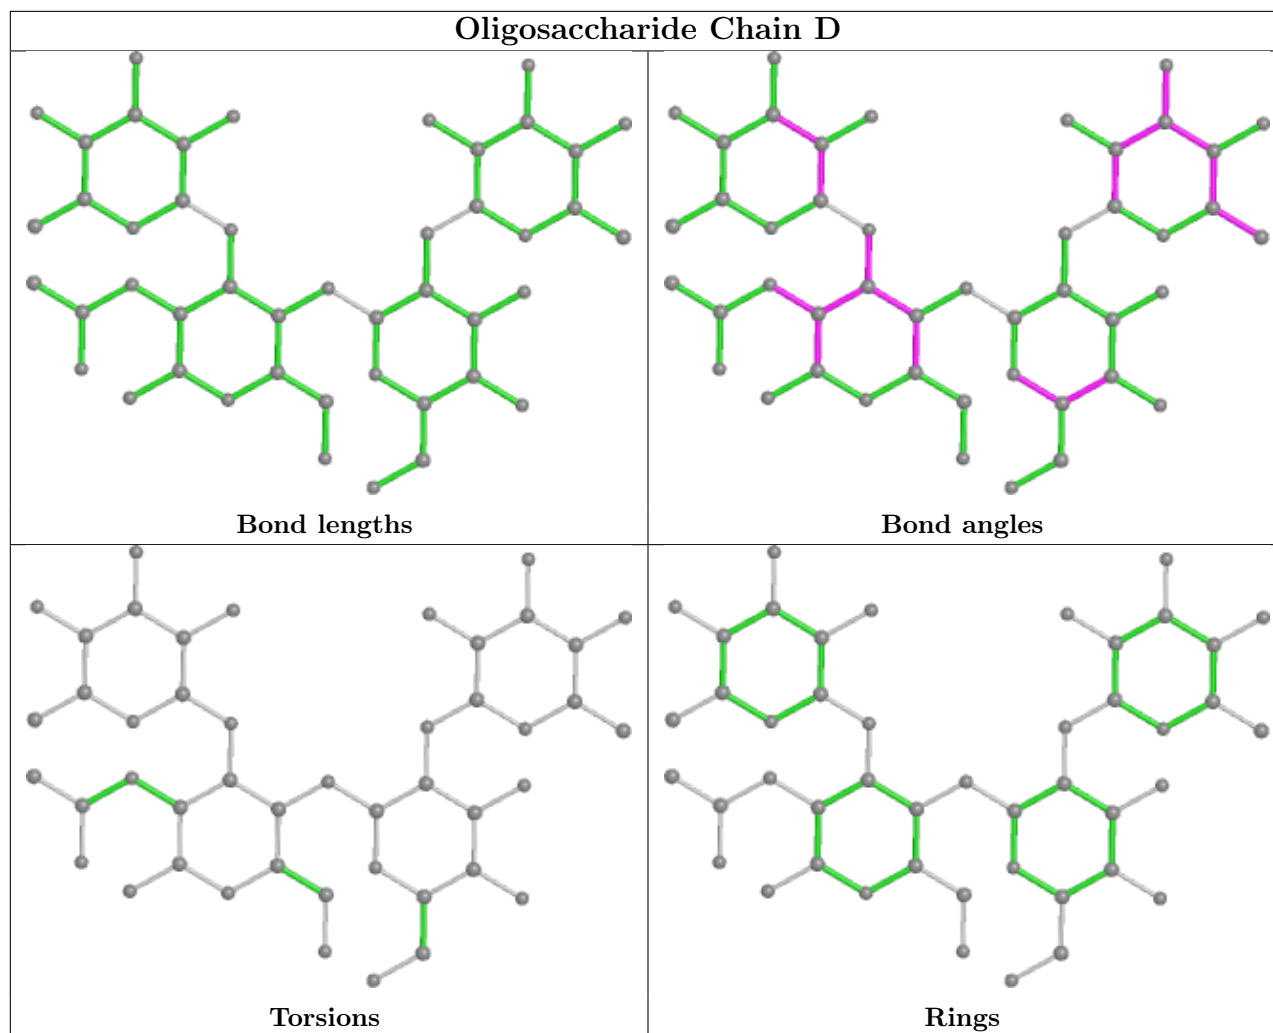 Oligosaccharide Chain D
Bond lengths
Bond angles
Torsions
Rings